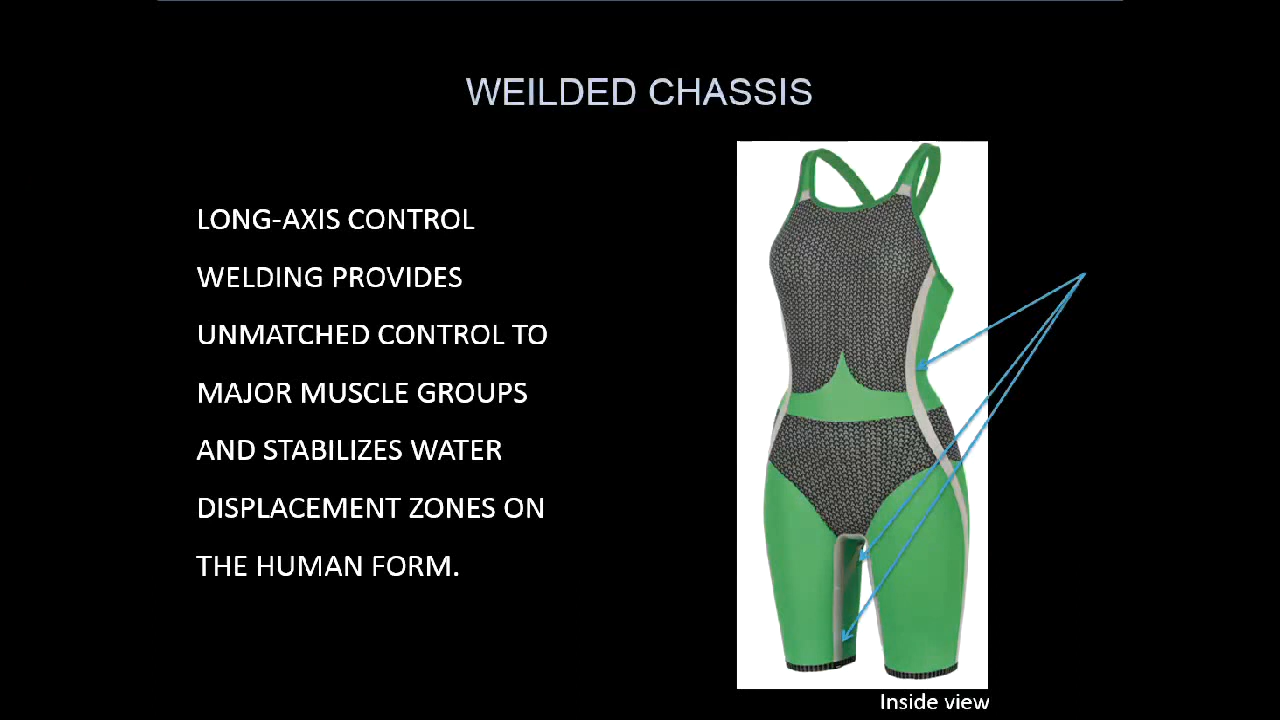 WEILDED CHASSIS
LONG-AXIS CONTROL
WELDING PROVIDES
UNMATCHED CONTROL TO
MAJOR MUSCLE GROUPS
AND STABILIZES WATER
DISPLACEMENT ZONES ON
THE HUMAN FORM.
Inside view